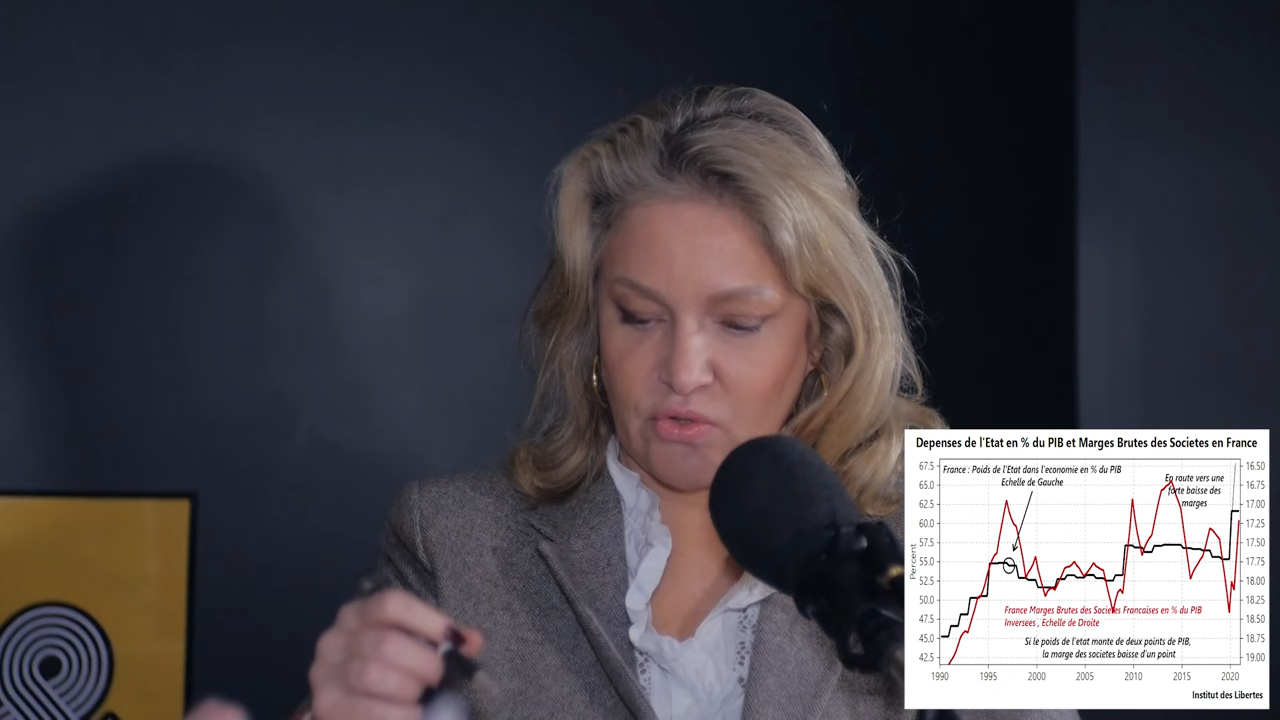 Depenses de l'Etat en % du PIB et Marges Brutes des Societes en France
France : Poids de l'Etat dans l'economie en % du PIB
Echelle de Gauche
En route vers une
forte baisse des
marges
67.5
65.0
62.5
60.0
57.5
55.0
52.5
50.0
47.5
45.0
42.5
Percent
16.50
16.75
17.00
17.25
17.50
17.75
18.00
18.25
18.50
18.75
19.00
France Marges Brutes des Societes Francaises en % du PIB
Inversees , Echelle de Droite
Si le poids de l'etat monte de deux points de PIB,
la marge des societes baisse d'un point
1990 1995 2000 2005 2010 2015 2020
Institut des Libertes